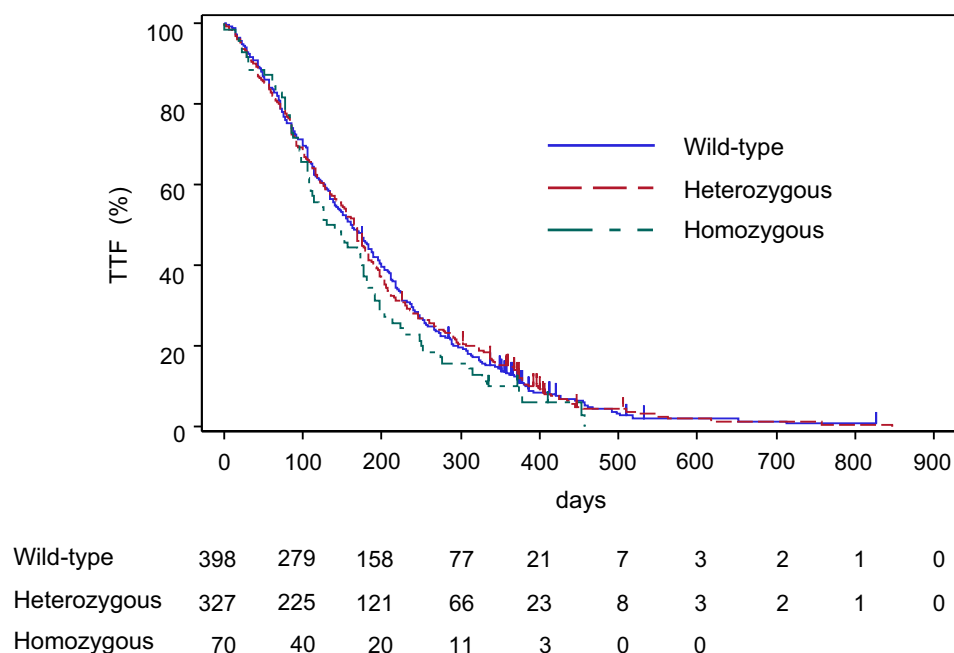 100
80
60
40
20
0
TTF (%)
Wild-type
Heterozygous
Homozygous
0 100 200 300 400 500 600 700 800 900
days
Wild-type 398 279 158 77 21 7 3 2 1 0
Heterozygous 327 225 121 66 23 8 3 2 1 0
Homozygous 70 40 20 11 3 0 0